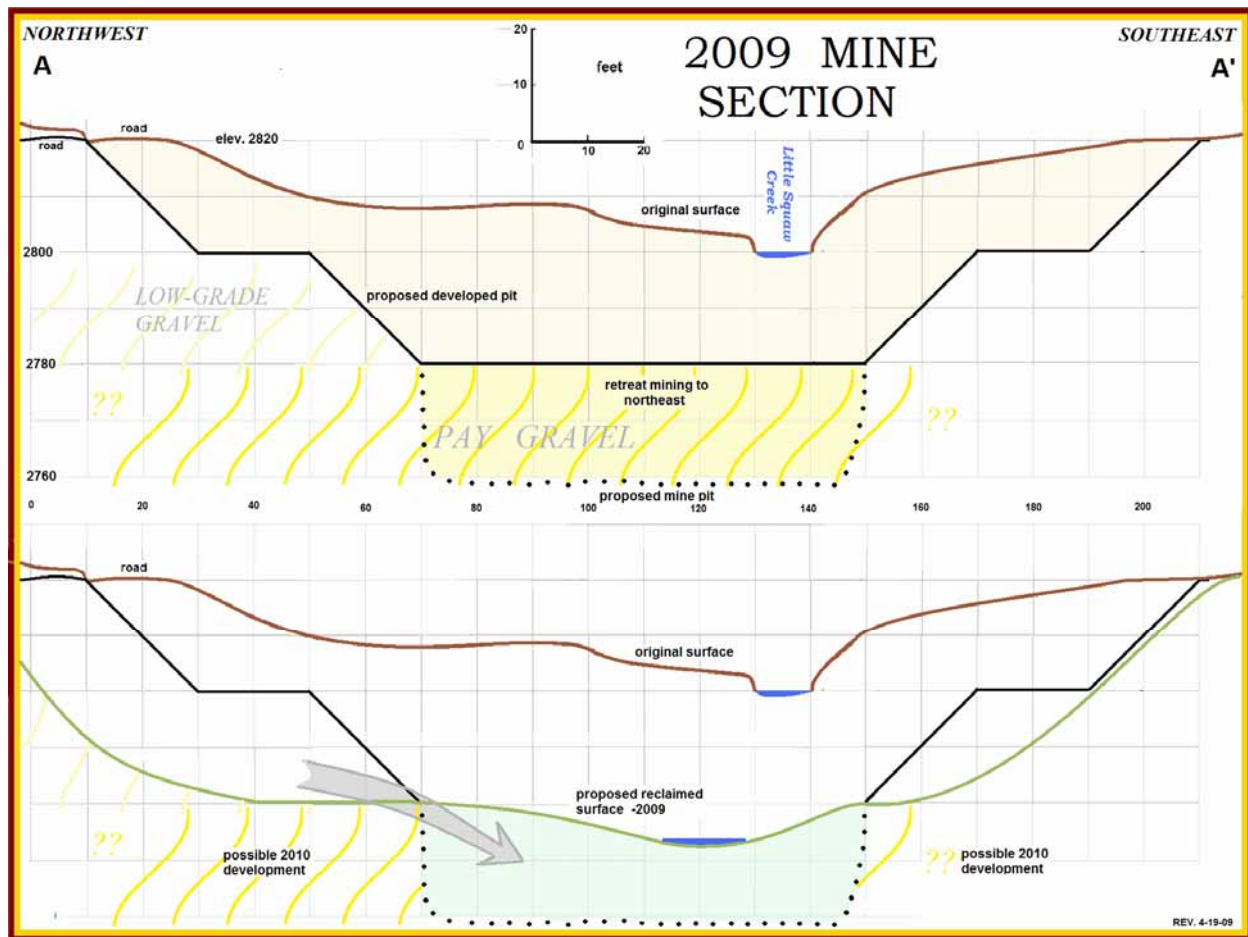 NORTHWEST
A
20
10
0
feet
10
20
2009 MINE
SECTION
SOUTHEAST
A'
road
road
elev. 2820
original surface
Little Squaw
Creek
2800
LOW-GRADE
GRAVEL
proposed developed pit
2780
??
retreat mining to
northeast
??
PAY GRAVEL
2760
proposed mine pit
0
20
40
60
80
100
120
140
160
180
200
road
original surface
proposed reclaimed
surface -2009
??
possible 2010
development
?? possible 2010
development
REV. 4-19-09